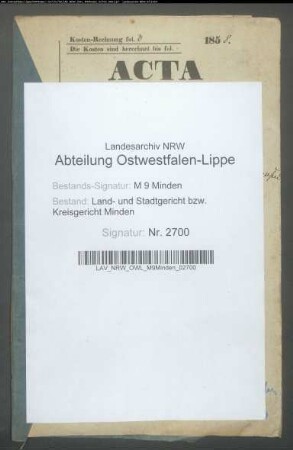 Kosten-Rechnung fol.
Die Kosten sind berechnet bis fol.
185
ACTA
Landesarchiv NRW
Abteilung Ostwestfalen-Lippe
Bestands-Signatur: M 9 Minden
Bestand: Land- und Stadtgericht bzw.
Kreisgericht Minden
Signatur: Nr. 2700
LAV_NRW_OWL_M9Minden_02700